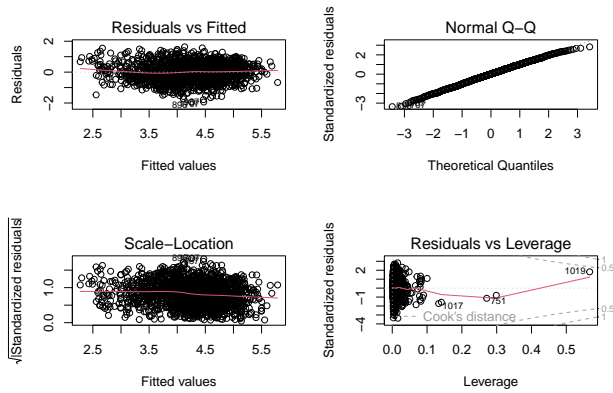 Residuals vs Fitted
Residuals
2
0
−2
2.5 3.5 4.5 5.5
Fitted values
Normal Q−Q
Standardized residuals
2
0
−3
−3 −2 −1 0 1 2 3
Theoretical Quantiles
Scale−Location
√|Standardized residuals|
1.0
0.0
2.5 3.5 4.5 5.5
Fitted values
Residuals vs Leverage
Standardized residuals
2
−1
−4
1019
751
1017
Cook's distance
1
0.5
0.5
1
0.0 0.1 0.2 0.3 0.4 0.5
Leverage